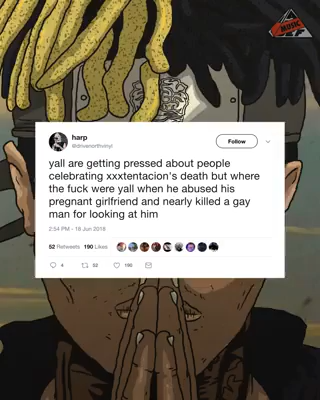 MUSIC
harp
@drivenorthvinyl
Follow
yall are getting pressed about people
celebrating xxxtentacion's death but where
the fuck were yall when he abused his
pregnant girlfriend and nearly killed a gay
man for looking at him
2:54 PM - 18 Jun 2018
52 Retweets 190 Likes
4 52 190